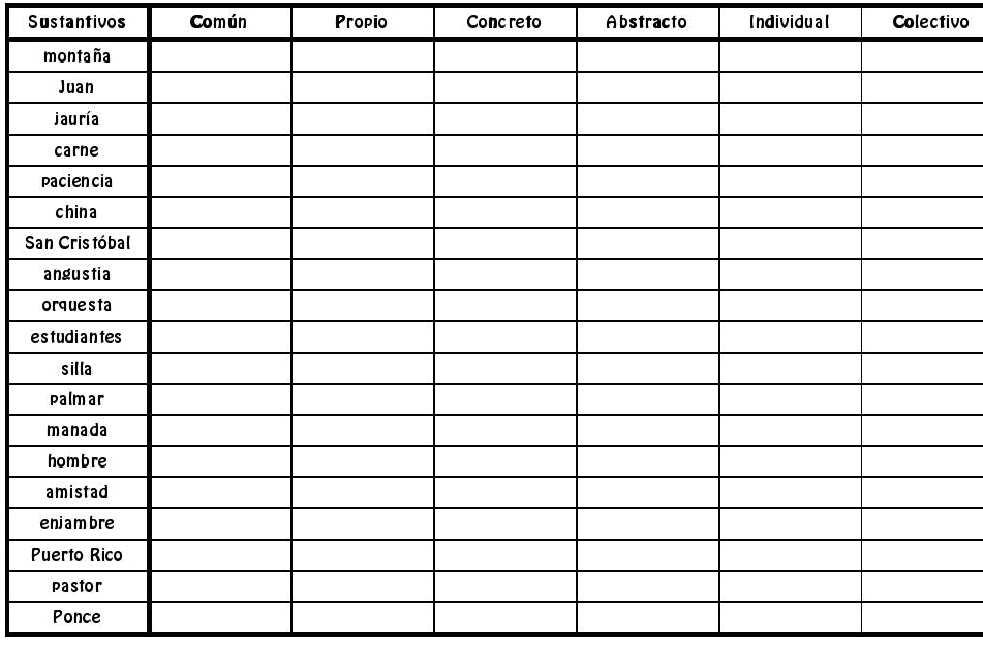 Sustantivos Común Propio Concreto Abstracto Individual Colectivo
montaña
Juan
jauría
carne
paciencia
china
San Cristóbal
angustia
orquesta
estudiantes
silla
palmar
manada
hombre
amistad
enjambre
Puerto Rico
pastor
Ponce